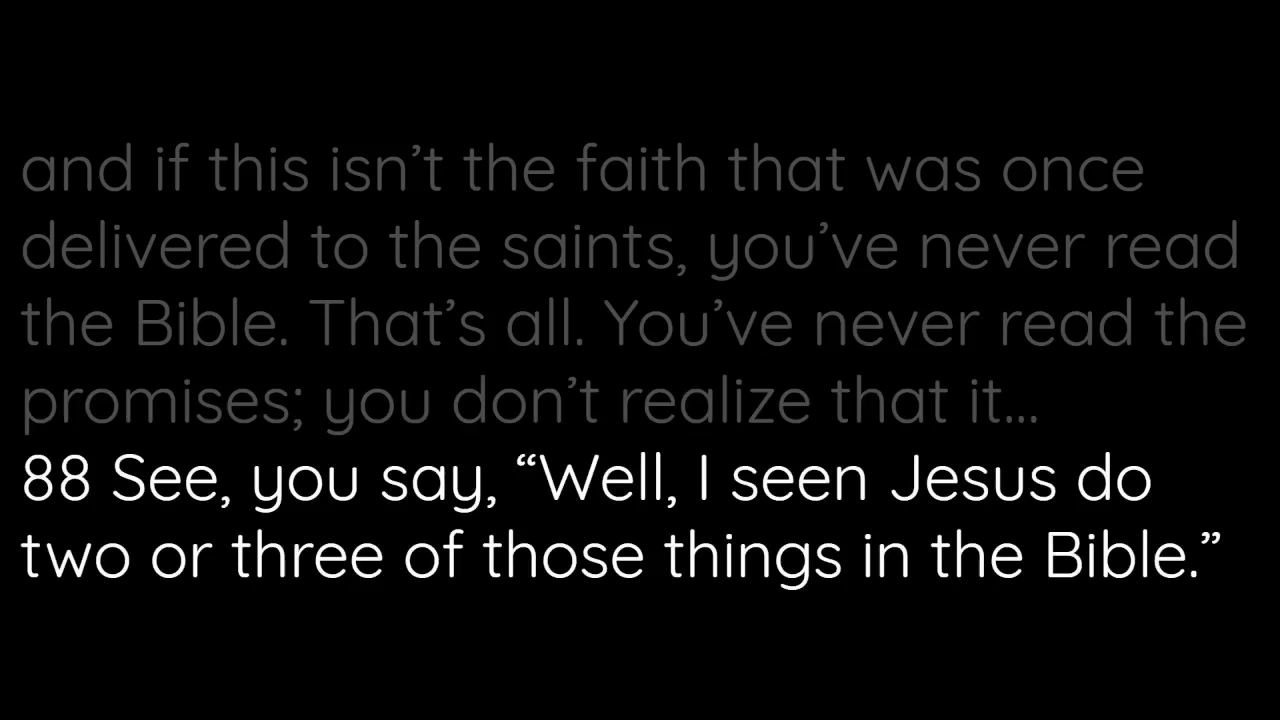 and if this isn’t the faith that was once
delivered to the saints, you’ve never read
the Bible. That’s all. You’ve never read the
promises; you don’t realize that it...
88 See, you say, “Well, I seen Jesus do
two or three of those things in the Bible.”